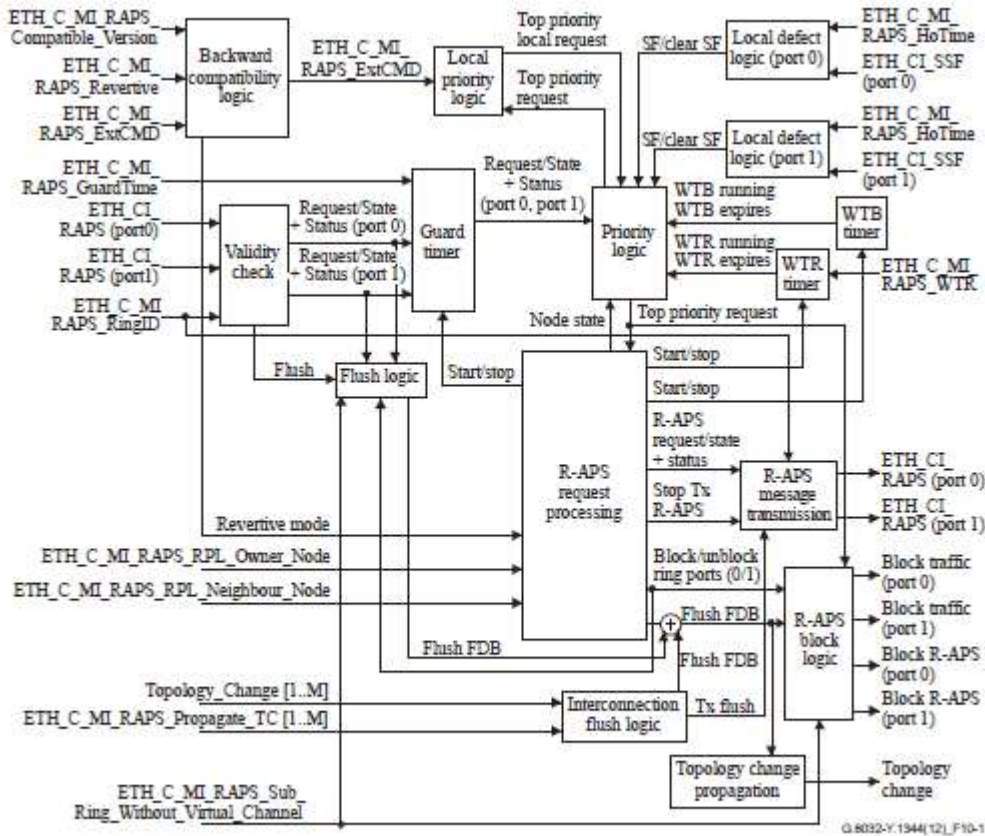 ETH_C_MI_RAPS_
Compatible_Version
ETH_C_MI_
RAPS_Revertive
ETH_C_MI_
RAPS_ExtCMD
Backward
compatibility
logic
ETH_C_MI_
RAPS_ExtCMD
Local
priority
logic
Top priority
local request
Top priority
request
SF/clear SF
Local defect
logic (port 0)
ETH_C_MI_
RAPS_HoTime
ETH_CI_SSF
(port 0)
SF/clear SF
Local defect
logic (port 1)
ETH_C_MI_
RAPS_HoTime
ETH_CI_SSF
(port 1)
ETH_C_MI_
RAPS_GuardTime
ETH_CI_
RAPS (port0)
ETH_CI_
RAPS (port1)
ETH_C_MI
RAPS_RingID
Validity
check
Request/State
+ Status (port 0)
Request/State
+ Status (port 1)
Guard
timer
Request/State
+ Status
(port 0, port 1)
Priority
logic
WTB running
WTB expires
WTB
timer
WTR running
WTR expires
WTR
timer
ETH_C_MI_
RAPS_WTR
Node state
Top priority request
Flush
Flush logic
Start/stop
Start/stop
Start/stop
R-APS
request
processing
R-APS
request/state
+ status
Stop Tx
R-APS
R-APS
message
transmission
ETH_CI_
RAPS (port 0)
ETH_CI_
RAPS (port 1)
Revertive mode
ETH_C_MI_RAPS_RPL_Owner_Node
ETH_C_MI_RAPS_RPL_Neighbour_Node
Block/unblock
ring ports (0/1)
+
Flush FDB
Flush FDB
Flush FDB
R-APS
block
logic
Block traffic
(port 0)
Block traffic
(port 1)
Block R-APS
(port 0)
Block R-APS
(port 1)
Topology_Change [1..M]
ETH_C_MI_RAPS_Propagate_TC [1..M]
Interconnection
flush logic
Tx flush
Topology change
propagation
Topology
change
ETH_C_MI_RAPS_Sub_
Ring_Without_Virtual_Channel
G.8032-Y.1344(12)_F10-1